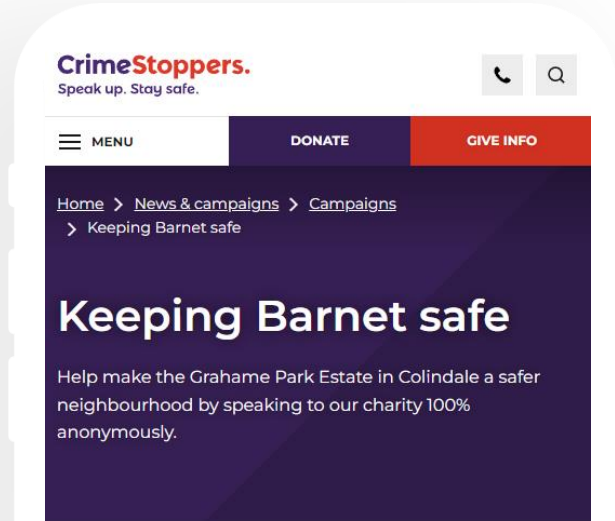 CrimeStoppers.
Speak up. Stay safe.
MENU
DONATE
GIVE INFO
Home > News & campaigns > Campaigns
> Keeping Barnet safe
Keeping Barnet safe
Help make the Grahame Park Estate in Colindale a safer
neighbourhood by speaking to our charity 100%
anonymously.